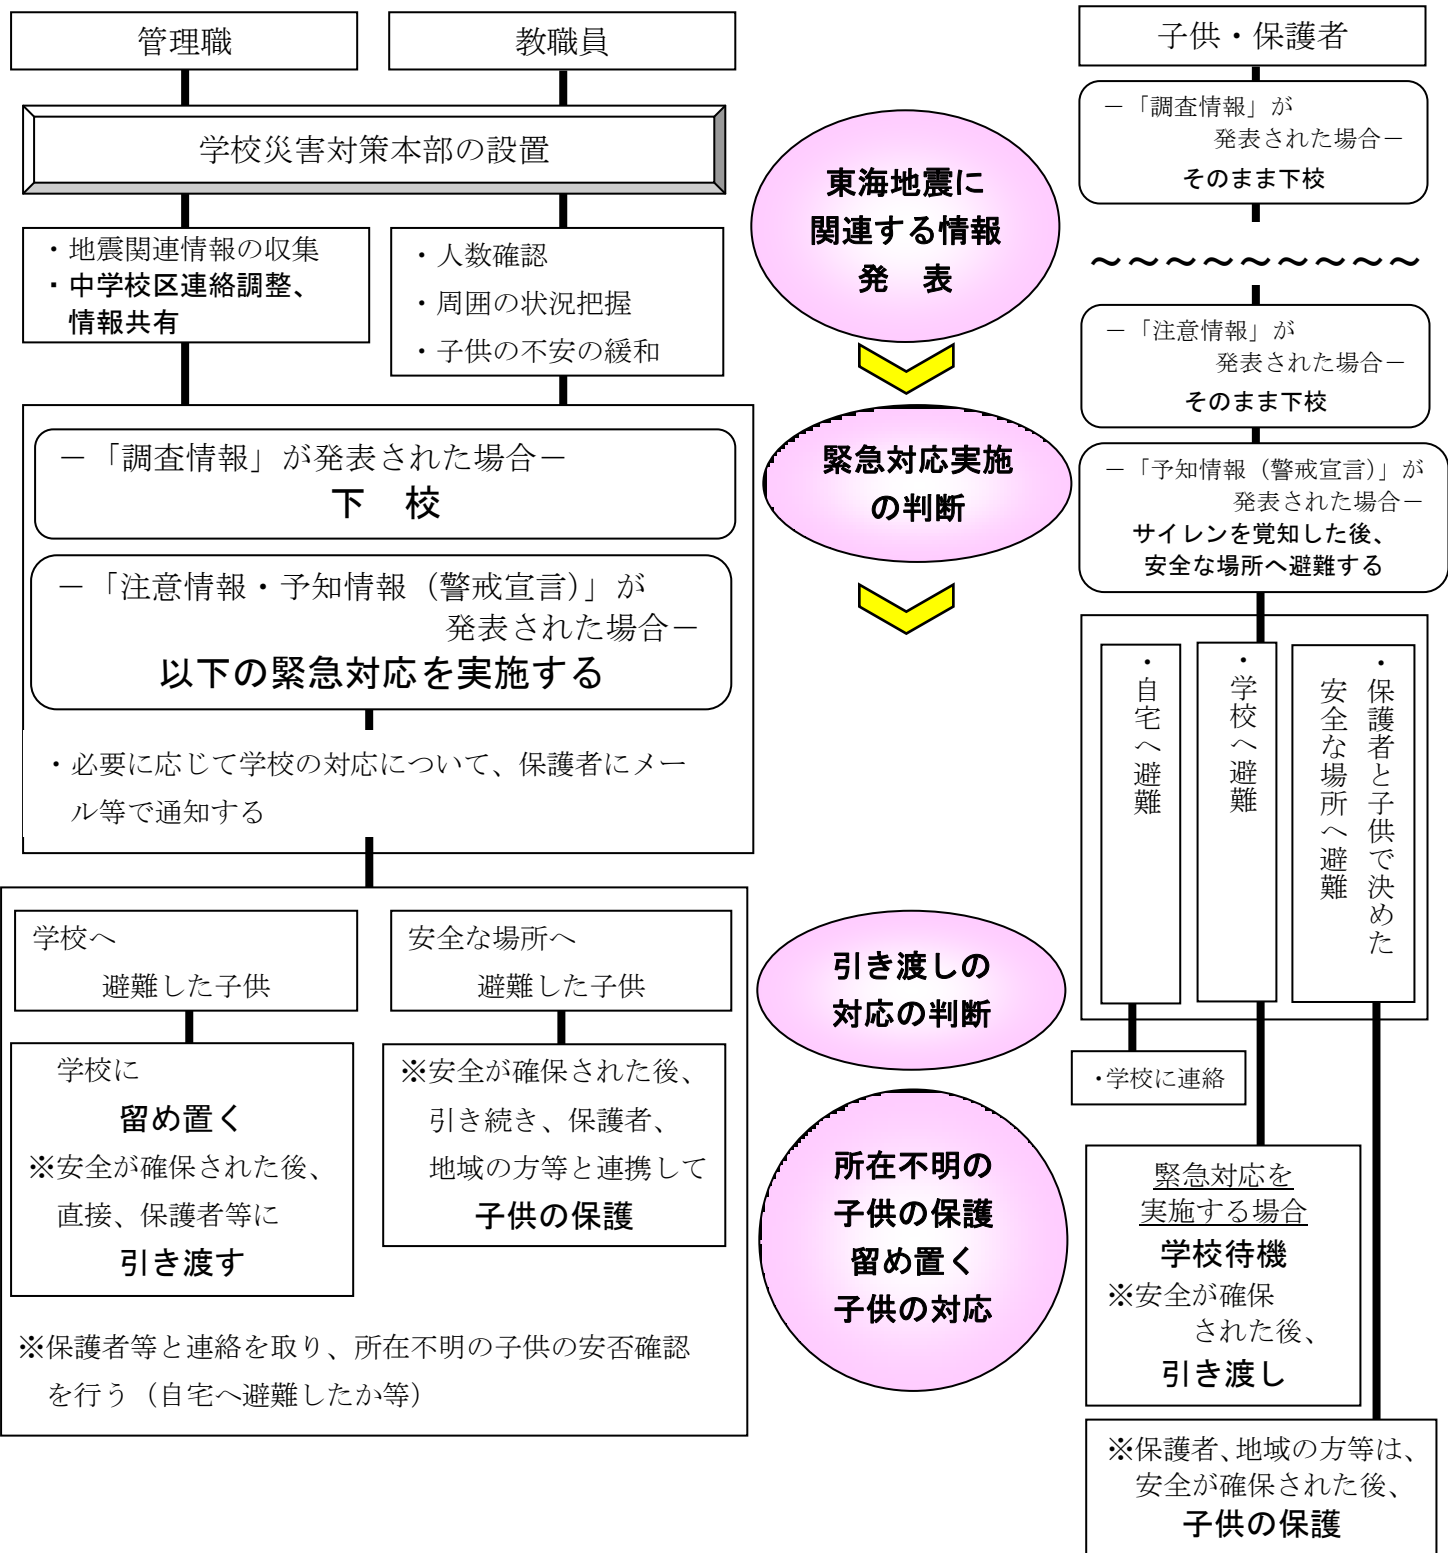 管理職
教職員
学校災害対策本部の設置
・地震関連情報の収集
・中学校区連絡調整、
情報共有
・人数確認
・周囲の状況把握
・子供の不安の緩和
－「調査情報」が発表された場合－
下　校
－「注意情報・予知情報（警戒宣言）」が
発表された場合－
以下の緊急対応を実施する
・必要に応じて学校の対応について、保護者にメー
ル等で通知する
学校へ
避難した子供
安全な場所へ
避難した子供
学校に
留め置く
※安全が確保された後、
直接、保護者等に
引き渡す
※安全が確保された後、
引き続き、保護者、
地域の方等と連携して
子供の保護
※保護者等と連絡を取り、所在不明の子供の安否確認
を行う（自宅へ避難したか等）
東海地震に
関連する情報
発　表
緊急対応実施
の判断
引き渡しの
対応の判断
所在不明の
子供の保護
留め置く
子供の対応
子供・保護者
－「調査情報」が
発表された場合－
そのまま下校
～～～～～～～～～
－「注意情報」が
発表された場合－
そのまま下校
－「予知情報（警戒宣言）」が
発表された場合－
サイレンを覚知した後、
安全な場所へ避難する
・自宅へ避難
・学校へ避難
・保護者と子供で決めた
安全な場所へ避難
・学校に連絡
緊急対応を
実施する場合
学校待機
※安全が確保
された後、
引き渡し
※保護者、地域の方等は、
安全が確保された後、
子供の保護